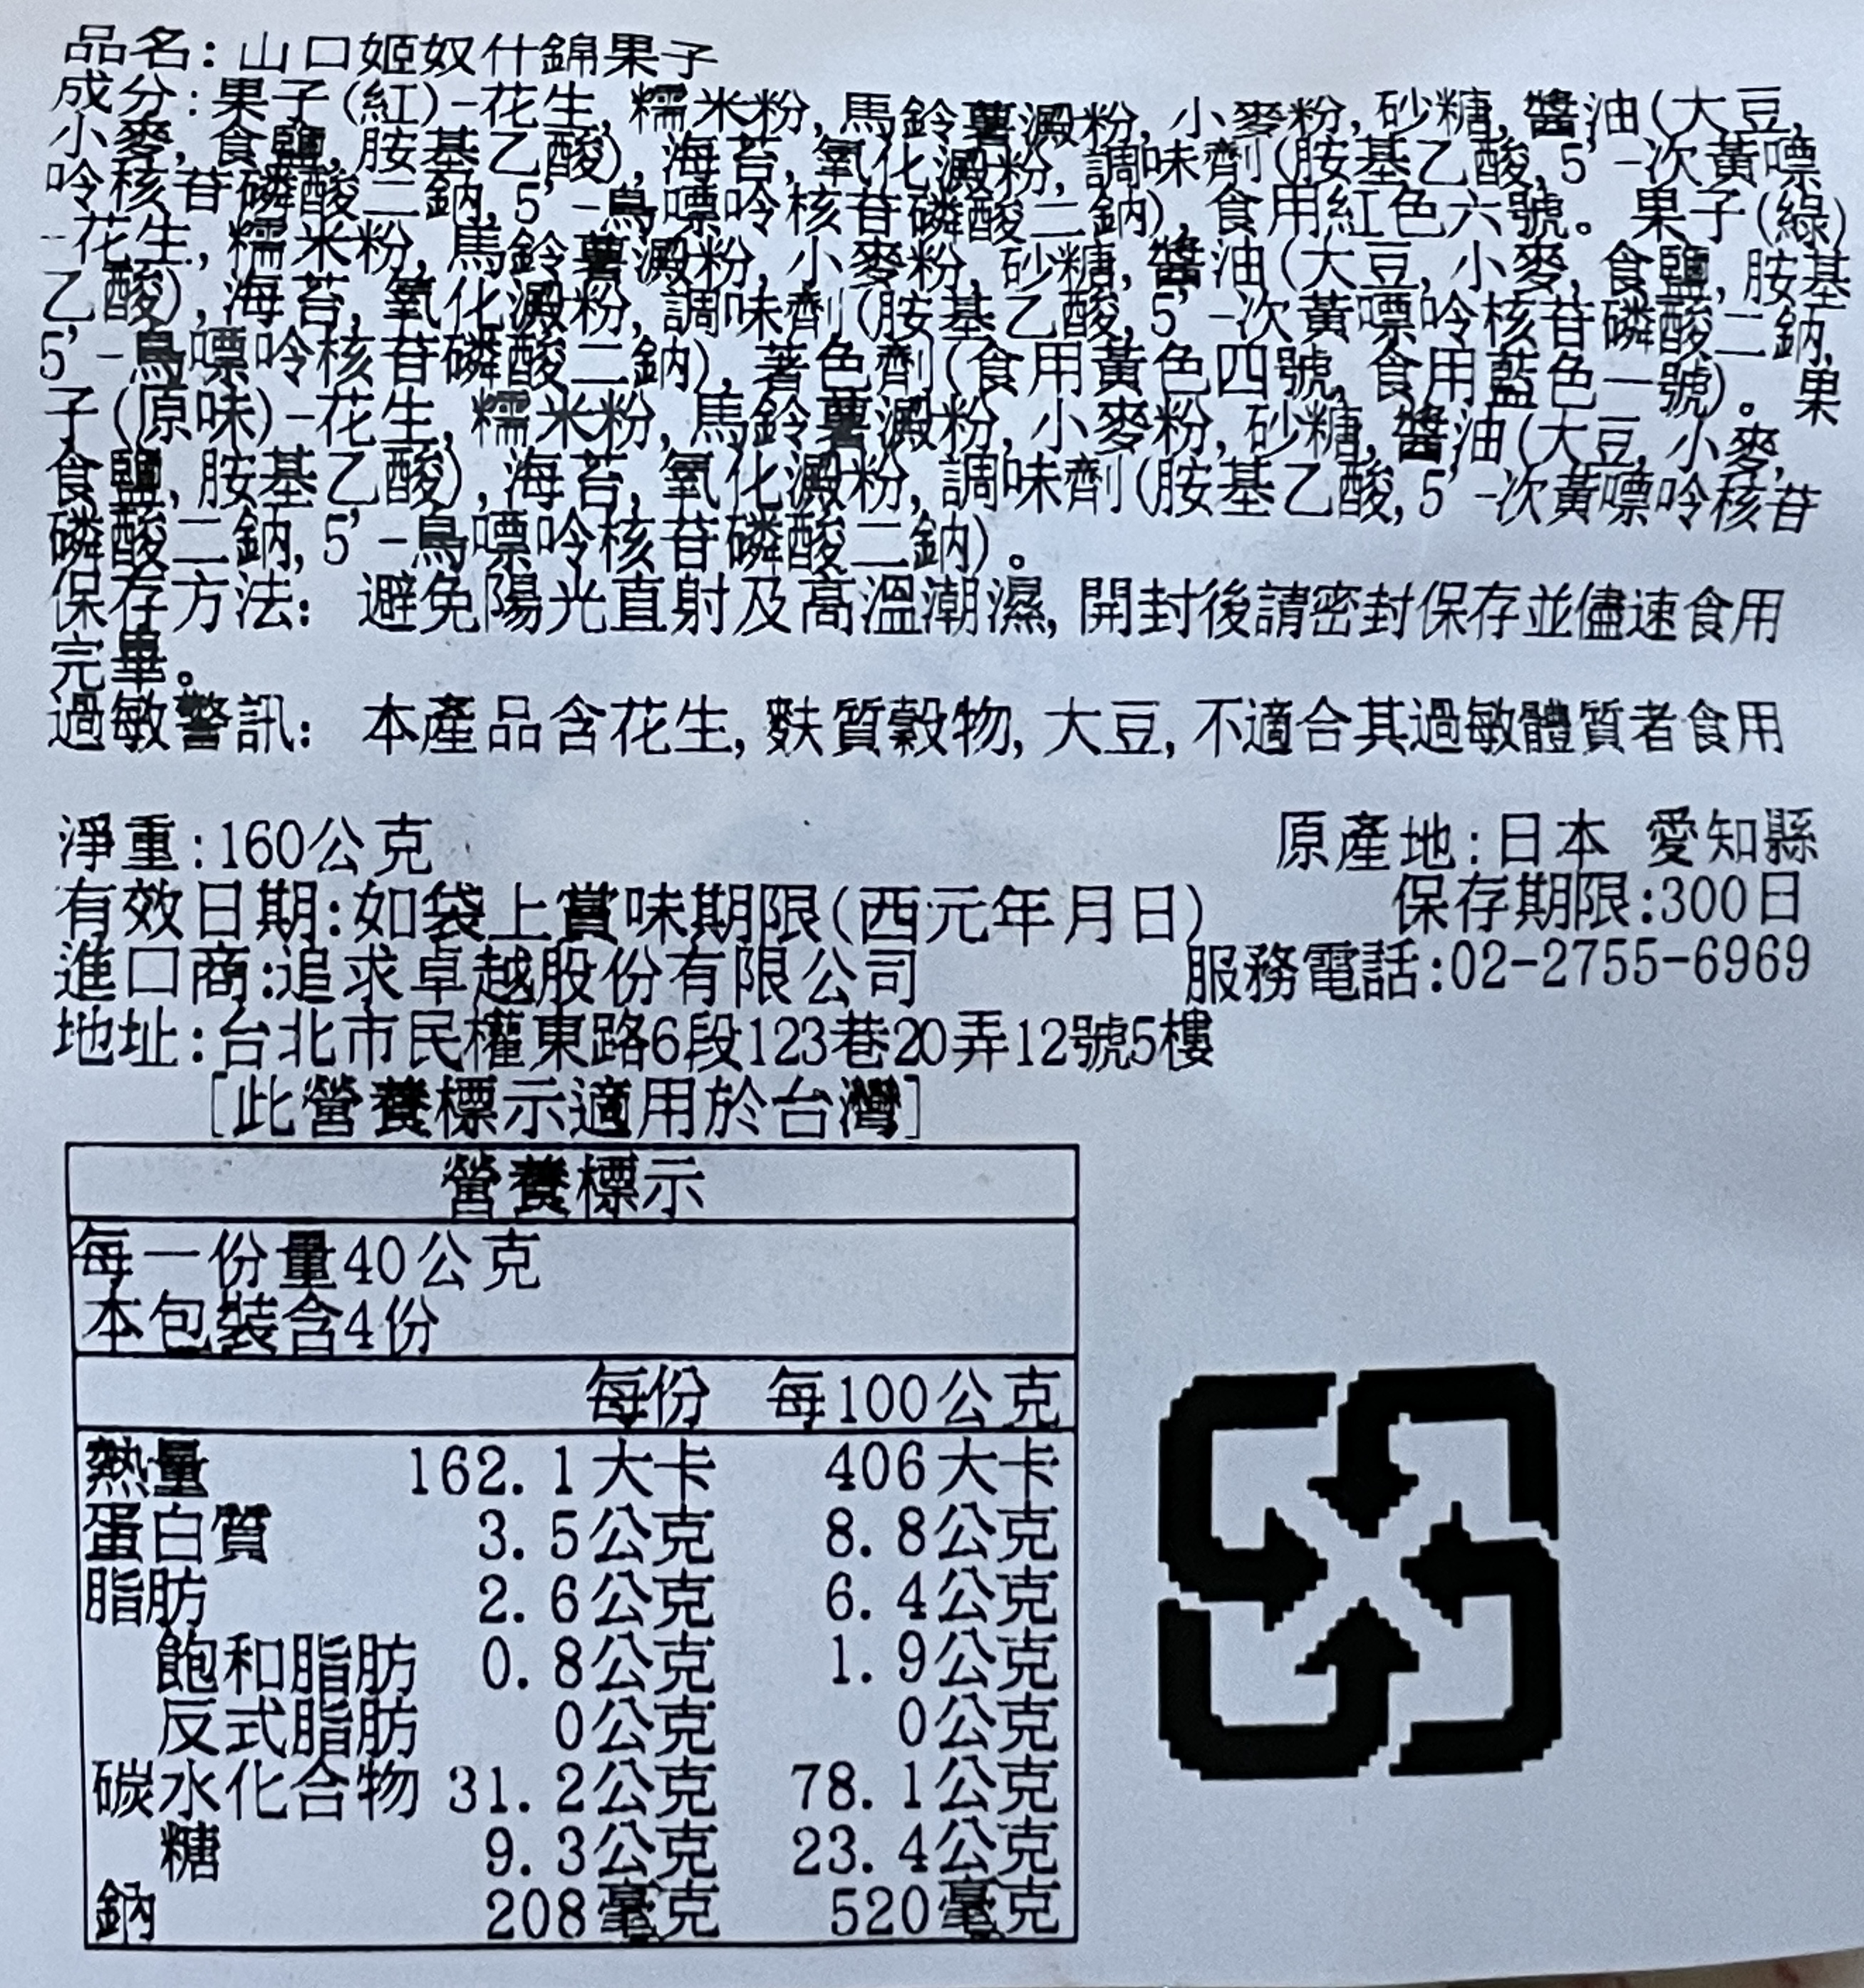 品名:山口姬奴什錦果子
成分:果子(紅)-花生,糯米粉,馬鈴薯澱粉,小麥粉,砂糖,醬油(大豆,
小麥,食鹽,胺基乙酸),海苔,氧化澱粉,調味劑(胺基乙酸,5'-次黃嘌
呤核苷磷酸二鈉,5'-鳥嘌呤核苷磷酸二鈉),食用紅色六號。果子(綠)
-花生,糯米粉,馬鈴薯澱粉,小麥粉,砂糖,醬油(大豆,小麥,食鹽,胺基
乙酸),海苔,氧化澱粉,調味劑(胺基乙酸,5'-次黃嘌呤核苷磷酸二鈉,
5'-鳥嘌呤核苷磷酸二鈉),著色劑(食用黃色四號,食用藍色一號)。果
子(原味)-花生,糯米粉,馬鈴薯澱粉,小麥粉,砂糖,醬油(大豆,小麥,
食鹽,胺基乙酸),海苔,氧化澱粉,調味劑(胺基乙酸,5'-次黃嘌呤核苷
磷酸二鈉,5'-鳥嘌呤核苷磷酸二鈉)。
保存方法: 避免陽光直射及高溫潮濕,開封後請密封保存並儘速食用
完畢。
過敏警訊: 本產品含花生,麩質穀物,大豆,不適合其過敏體質者食用
淨重:160公克 原產地:日本 愛知縣
有效日期:如袋上賞味期限(西元年月日) 保存期限:300日
進口商:追求卓越股份有限公司 服務電話:02-2755-6969
地址:台北市民權東路6段123巷20弄12號5樓
[此營養標示適用於台灣]
營養標示
每一份量40公克
本包裝含4份
每份 每100公克
熱量 162.1大卡 406大卡
蛋白質 3.5公克 8.8公克
脂肪 2.6公克 6.4公克
飽和脂肪 0.8公克 1.9公克
反式脂肪 0公克 0公克
碳水化合物 31.2公克 78.1公克
糖 9.3公克 23.4公克
鈉 208毫克 520毫克